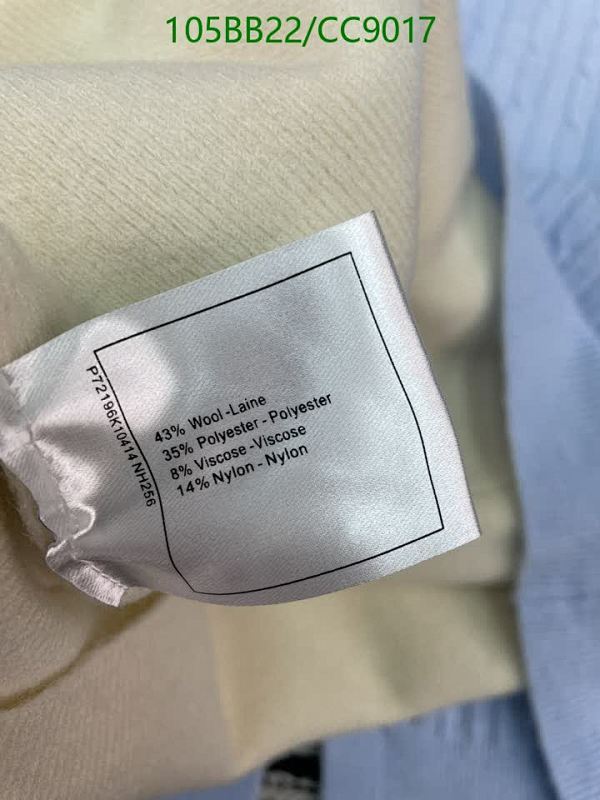 105BB22/CC9017
P72196K10414 NH256
43% Wool-Laine
35% Polyester - Polyester
8% Viscose -Viscose
14% Nylon - Nylon